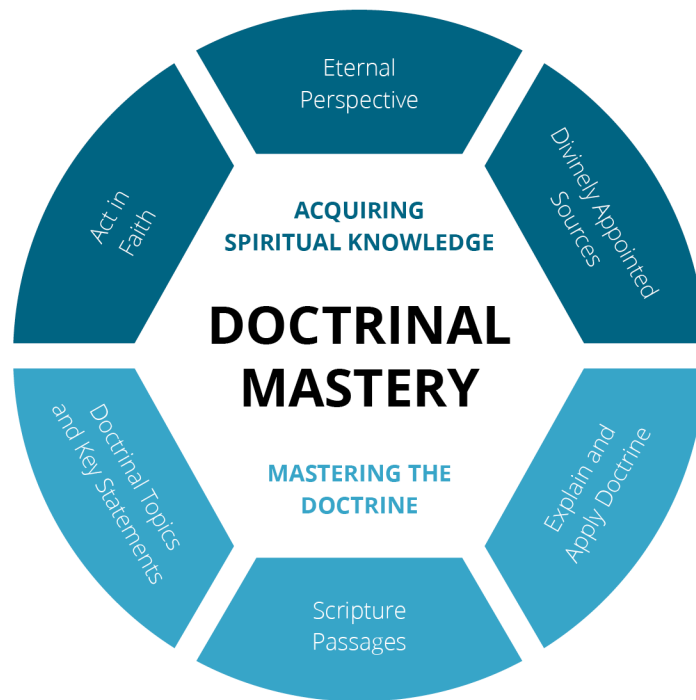 Eternal
Perspective
Divinely Appointed
Sources
Act in
Faith
ACQUIRING
SPIRITUAL KNOWLEDGE
DOCTRINAL
MASTERY
MASTERING THE
DOCTRINE
Doctrinal Topics
and Key Statements
Explain and
Apply Doctrine
Scripture
Passages